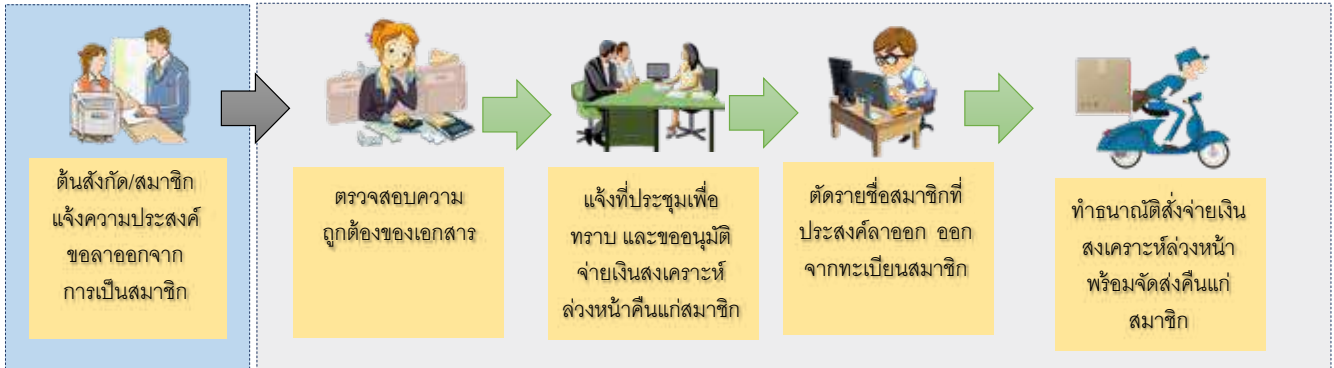 ต้นสังกัด/สมาชิก
แจ้งความประสงค์
ขอลาออกจาก
การเป็นสมาชิก
ตรวจสอบความ
ถูกต้องของเอกสาร
แจ้งที่ประชุมเพื่อ
ทราบ และขออนุมัติ
จ่ายเงินสงเคราะห์
ล่วงหน้าคืนแก่สมาชิก
ตัดรายชื่อสมาชิกที่
ประสงค์ลาออก ออก
จากทะเบียนสมาชิก
ทำธนาณัติสั่งจ่ายเงิน
สงเคราะห์ล่วงหน้า
พร้อมจัดส่งคืนแก่
สมาชิก